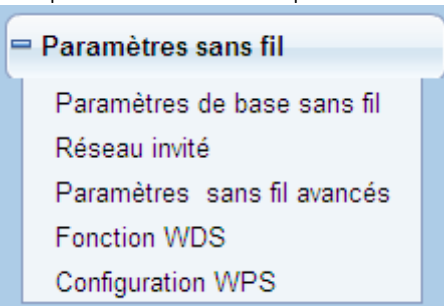 Paramètres sans fil
Paramètres de base sans fil
Réseau invité
Paramètres  sans fil avancés
Fonction WDS
Configuration WPS